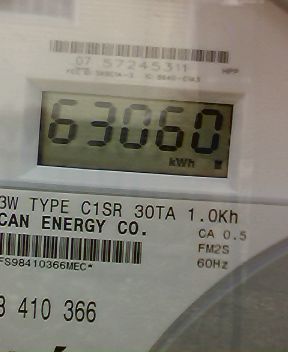 07 57245311
HPP
63060
kWh
3W TYPE C1SR 30TA 1.0Kh
CAN ENERGY CO.
CA 0.5
FM2S
FS98410366MEC*
60Hz
8 410 366